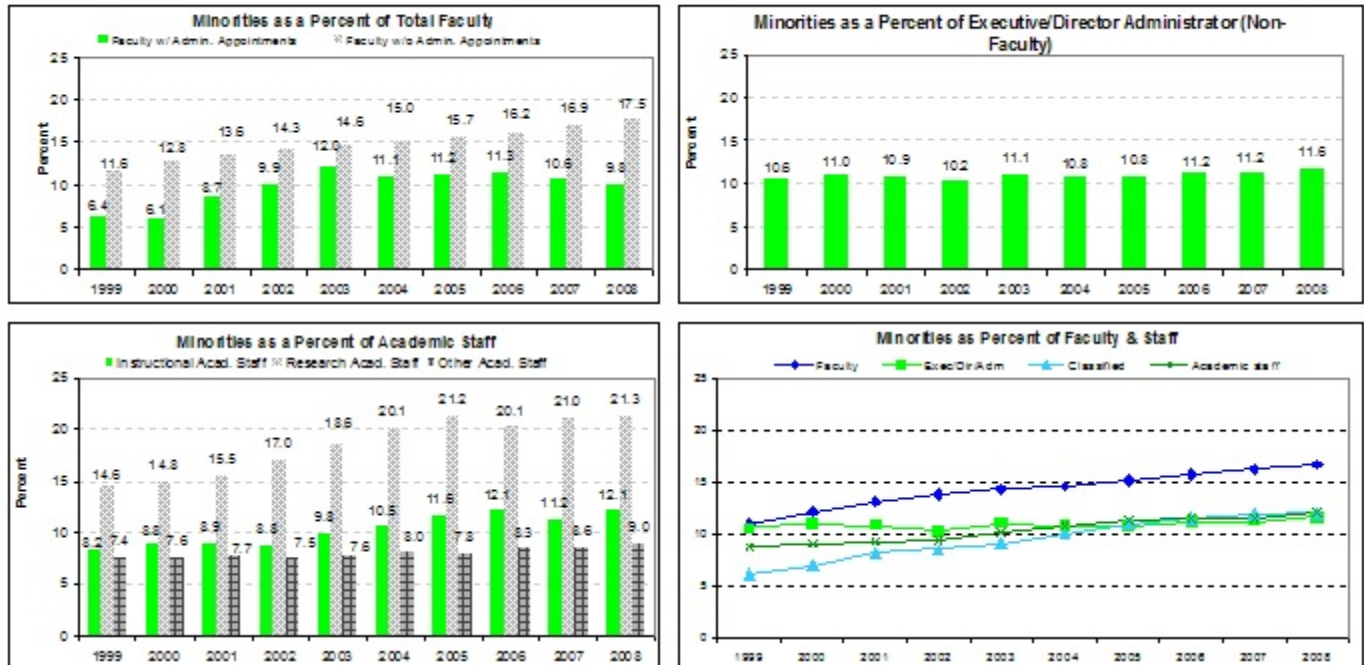 Minorities as a Percent of Total Faculty
Faculty w/ Admin. Appointments Faculty w/o Admin. Appointments
25
20
15
10
5
0
Percent
6.4 11.6 6.1 12.8 8.7 13.6 9.9 14.3 12.0 14.6 11.1 15.0 11.2 15.7 11.3 16.2 10.6 16.9 9.8 17.5
1999 2000 2001 2002 2003 2004 2005 2006 2007 2008
Minorities as a Percent of Executive/Director Administrator (Non-
Faculty)
25
20
15
10
5
0
Percent
10.6 11.0 10.9 10.2 11.1 10.8 10.8 11.2 11.2 11.6
1999 2000 2001 2002 2003 2004 2005 2006 2007 2008
Minorities as a Percent of Academic Staff
Instructional Acad. Staff Research Acad. Staff Other Acad. Staff
25
20
15
10
5
0
Percent
8.2 14.6 7.4 8.8 14.8 7.6 8.9 15.5 7.7 8.8 17.0 7.5 9.8 18.6 7.6 10.5 20.1 8.0 11.6 21.2 7.8 12.1 20.1 8.3 11.2 21.0 8.6 12.1 21.3 9.0
1999 2000 2001 2002 2003 2004 2005 2006 2007 2008
Minorities as Percent of Faculty & Staff
Faculty Exec/Dir/Adm Classified Academic staff
25
20
15
10
5
0
1999 2000 2001 2002 2003 2004 2005 2006 2007 2008